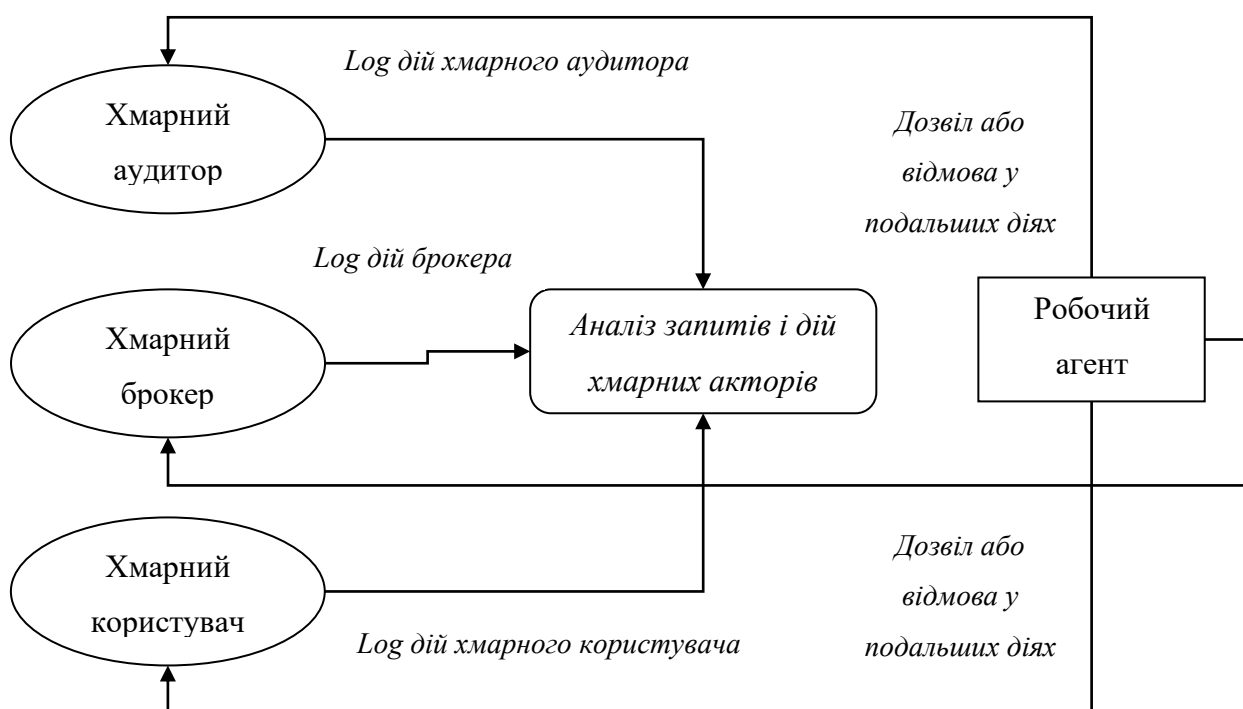 Log дій хмарного аудитора
Хмарний
аудитор
Дозвіл або
відмова у
подальших діях
Log дій брокера
Хмарний
брокер
Аналіз запитів і дій
хмарних акторів
Робочий
агент
Хмарний
користувач
Log дій хмарного користувача
Дозвіл або
відмова у
подальших діях